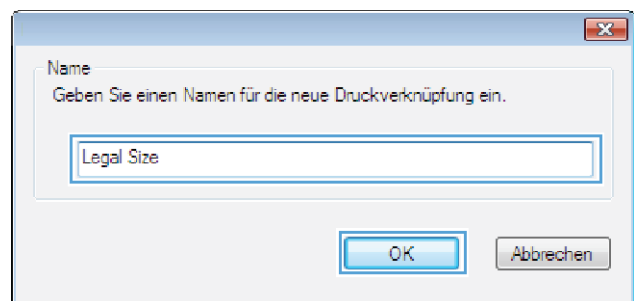 Name
Geben Sie einen Namen für die neue Druckverknüpfung ein.
Legal Size
OK
Abbrechen